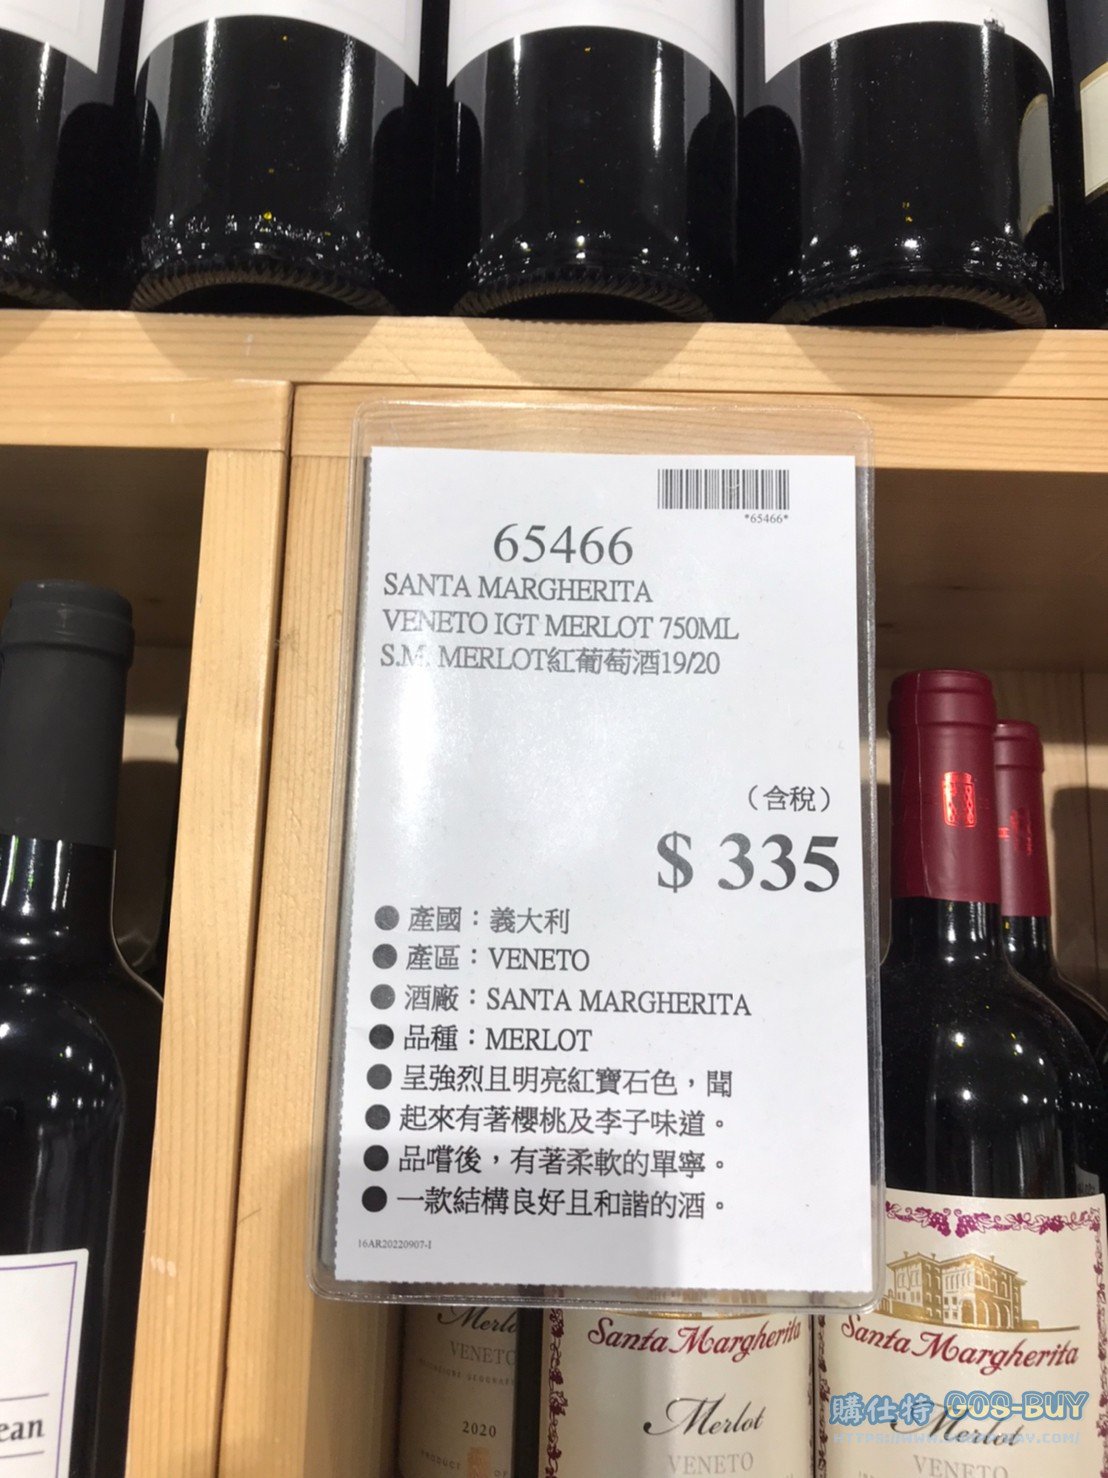 *65466*
65466
SANTA MARGHERITA
VENETO IGT MERLOT 750ML
S.M. MERLOT紅葡萄酒19/20
（含稅）
$ 335
● 產國：義大利
● 產區：VENETO
● 酒廠：SANTA MARGHERITA
● 品種：MERLOT
● 呈強烈且明亮紅寶石色，聞
● 起來有著櫻桃及李子味道。
● 品嚐後，有著柔軟的單寧。
● 一款結構良好且和諧的酒。
16AR20220907-I
Merlo
VENETO
2020
PRODUCT OF
Santa Margherita
Merlot
VENETO
Santa Margherita
Merlot
VENETO
ean
購仕特 GOS-BUY